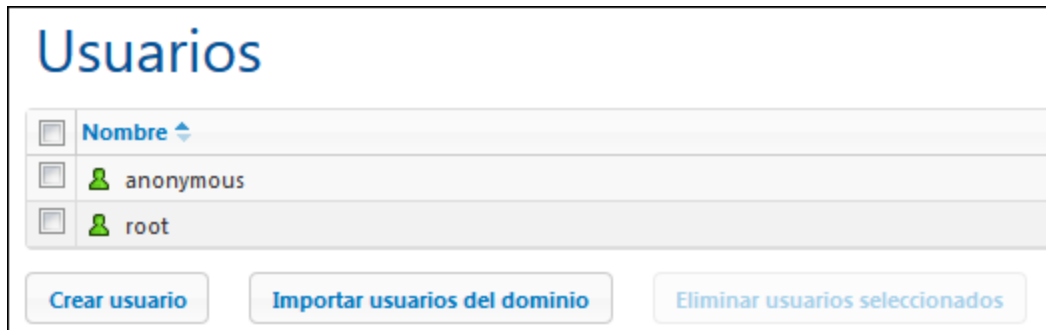 Usuarios
Nombre
anonymous
root
Crear usuario Importar usuarios del dominio Eliminar usuarios seleccionados